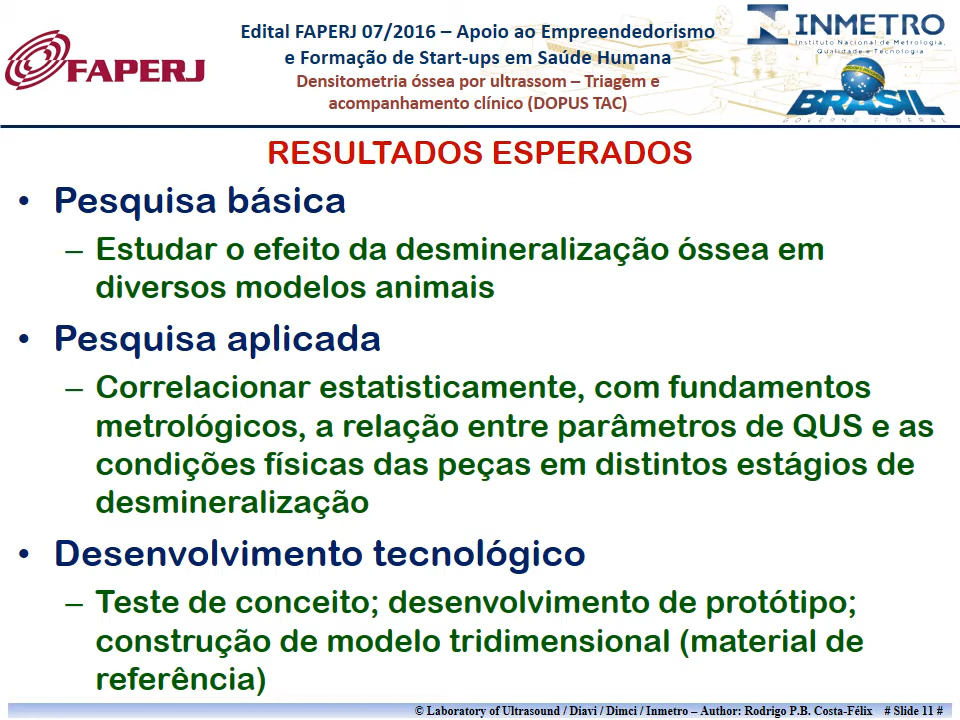 FAPERJ
Edital FAPERJ 07/2016 – Apoio ao Empreendedorismo
e Formação de Start-ups em Saúde Humana
Densitometria óssea por ultrassom – Triagem e
acompanhamento clínico (DOPUS TAC)
INMETRO
Instituto Nacional de Metrologia,
Qualidade e Tecnologia
BRASIL
GOVERNO FEDERAL
RESULTADOS ESPERADOS
• Pesquisa básica
– Estudar o efeito da desmineralização óssea em
diversos modelos animais
• Pesquisa aplicada
– Correlacionar estatisticamente, com fundamentos
metrológicos, a relação entre parâmetros de QUS e as
condições físicas das peças em distintos estágios de
desmineralização
• Desenvolvimento tecnológico
– Teste de conceito; desenvolvimento de protótipo;
construção de modelo tridimensional (material de
referência)
© Laboratory of Ultrasound / Diavi / Dimci / Inmetro – Author: Rodrigo P.B. Costa-Félix # Slide 11 #